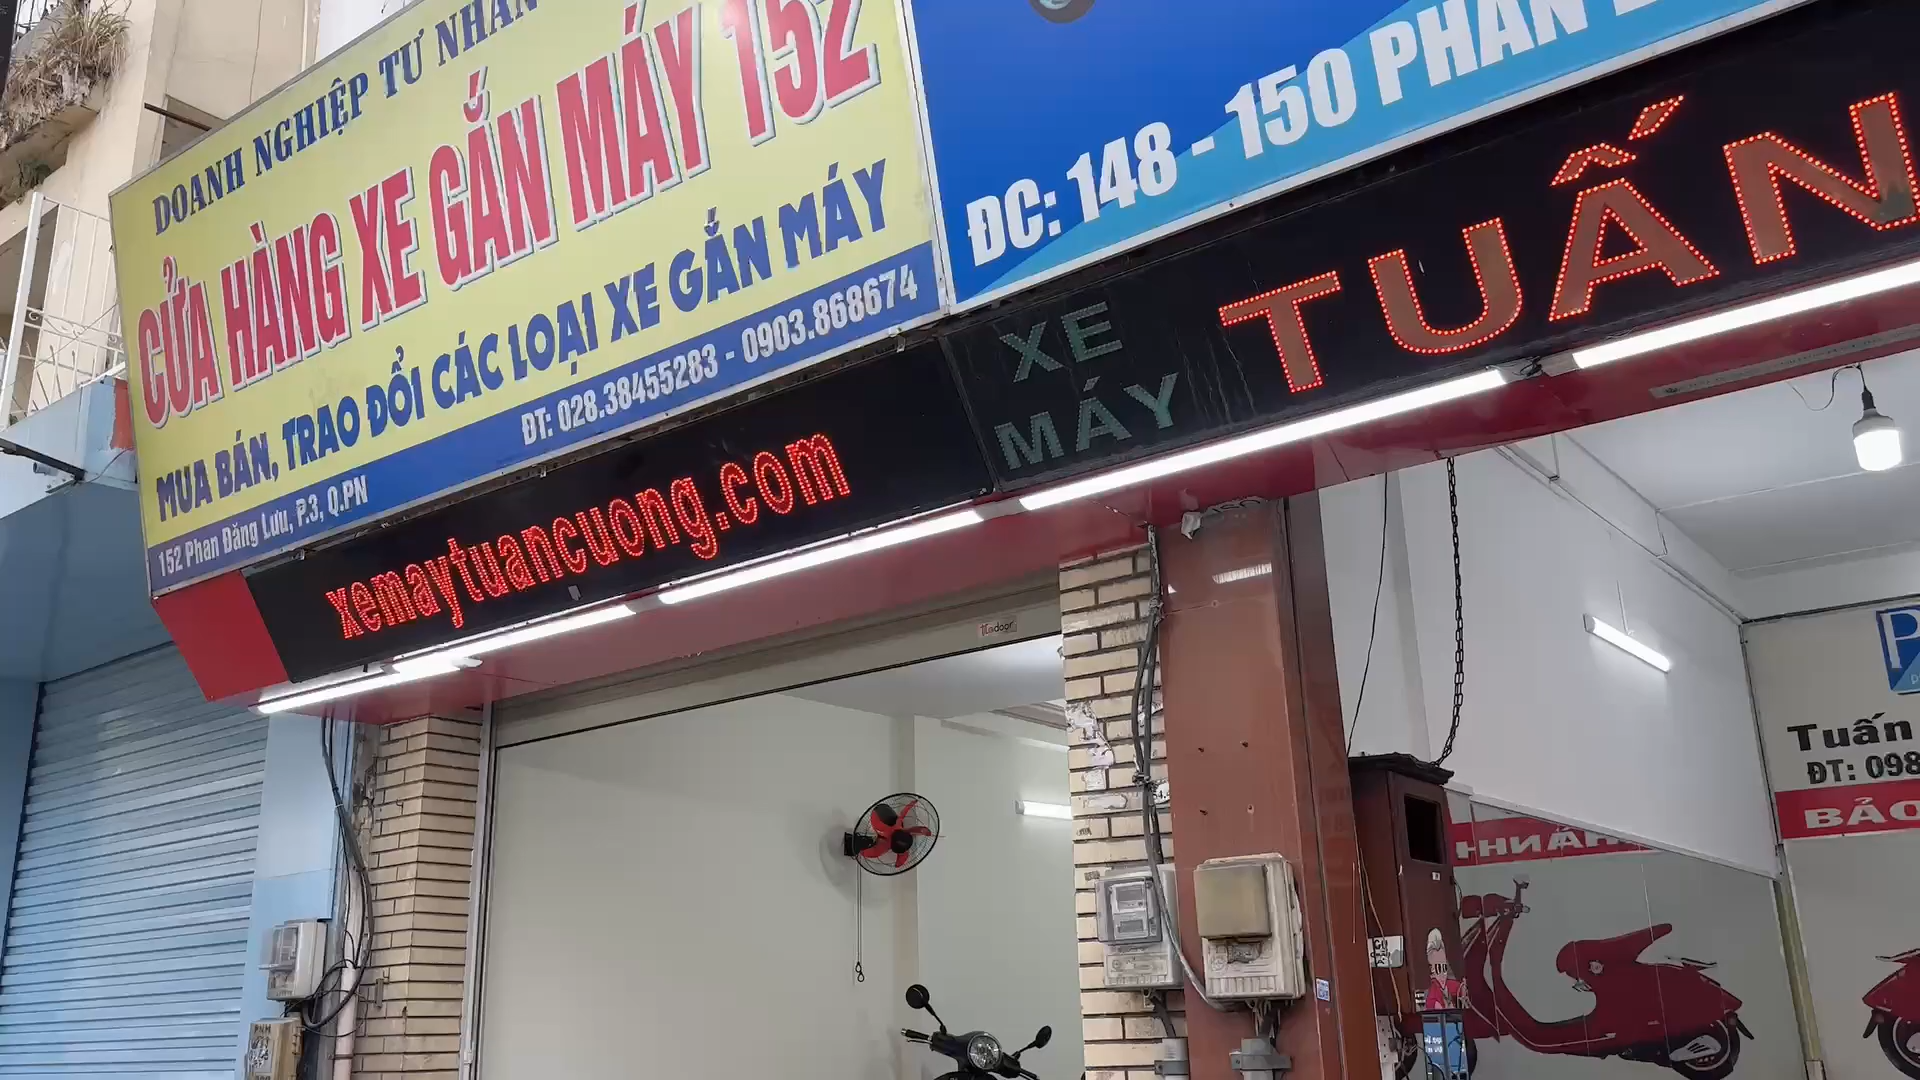 DOANH NGHIỆP TƯ NHÂN
CỬA HÀNG XE GẮN MÁY 152
MUA BÁN, TRAO ĐỔI CÁC LOẠI XE GẮN MÁY
ĐT: 028.38455283 - 0903.868674
152 Phan Đăng Lưu, P.3, Q.PN
ĐC: 148 - 150 PHAN
XE
MÁY
TUẤN
xemaytuancuong.com
Tuấn
ĐT: 098
BẢO